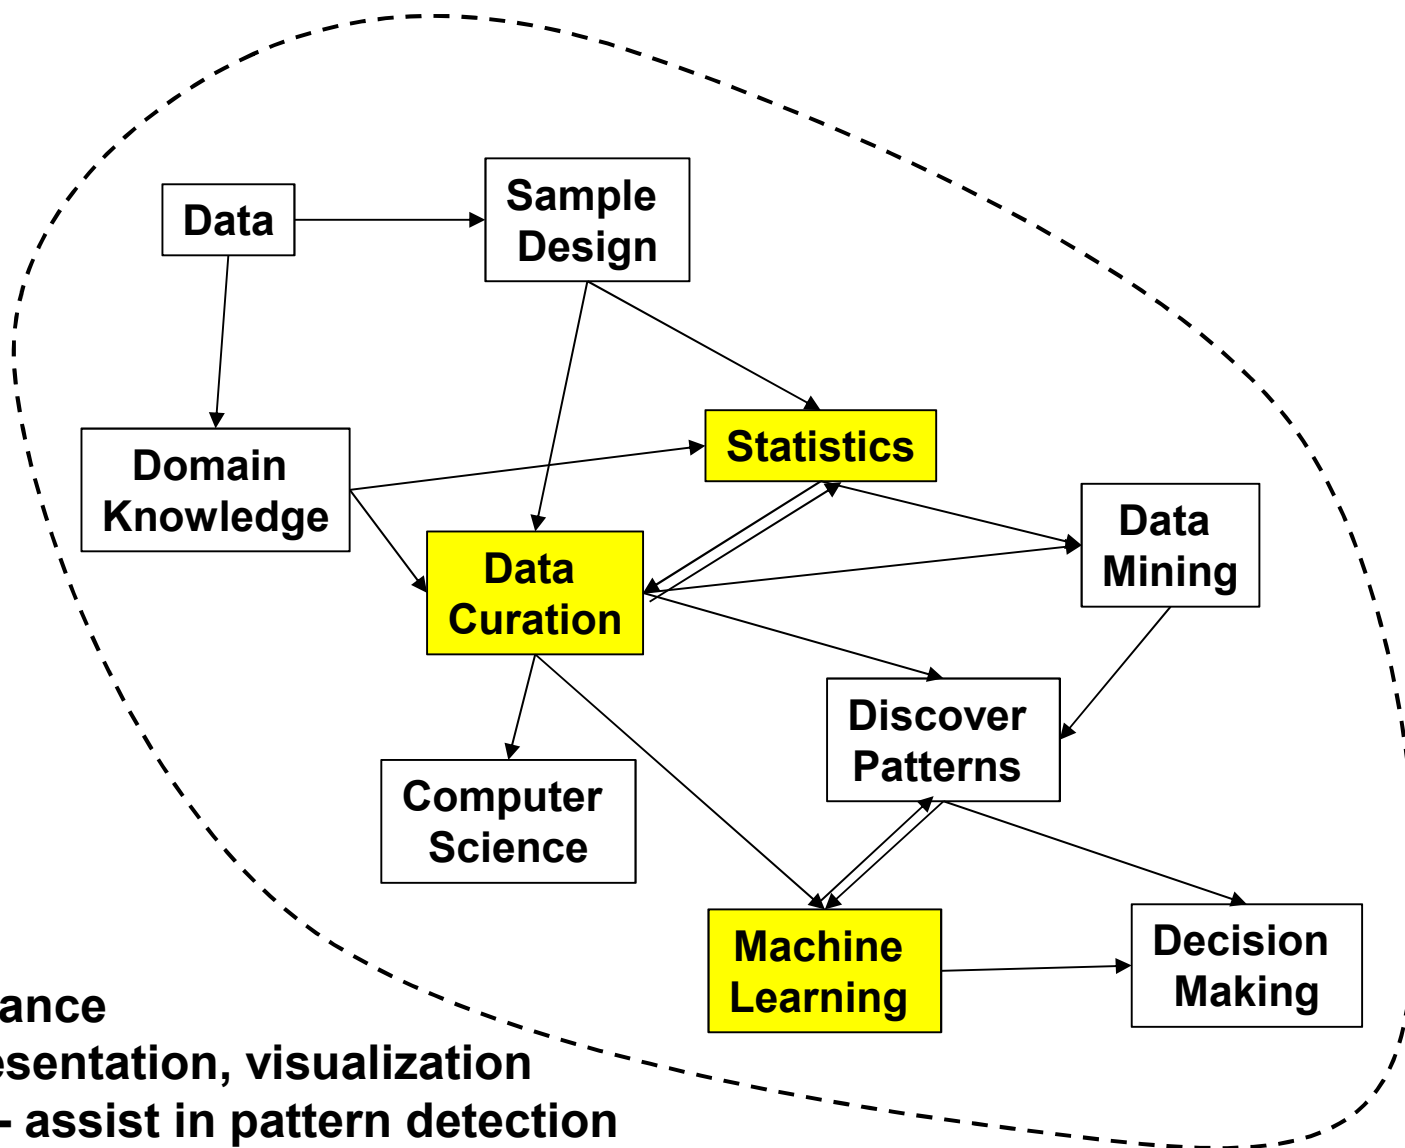 Data
Sample
Design
Domain
Knowledge
Statistics
Data
Mining
Data
Curation
Discover
Patterns
Computer
Science
Machine
Learning
Decision
Making
ance
esentation, visualization
- assist in pattern detection